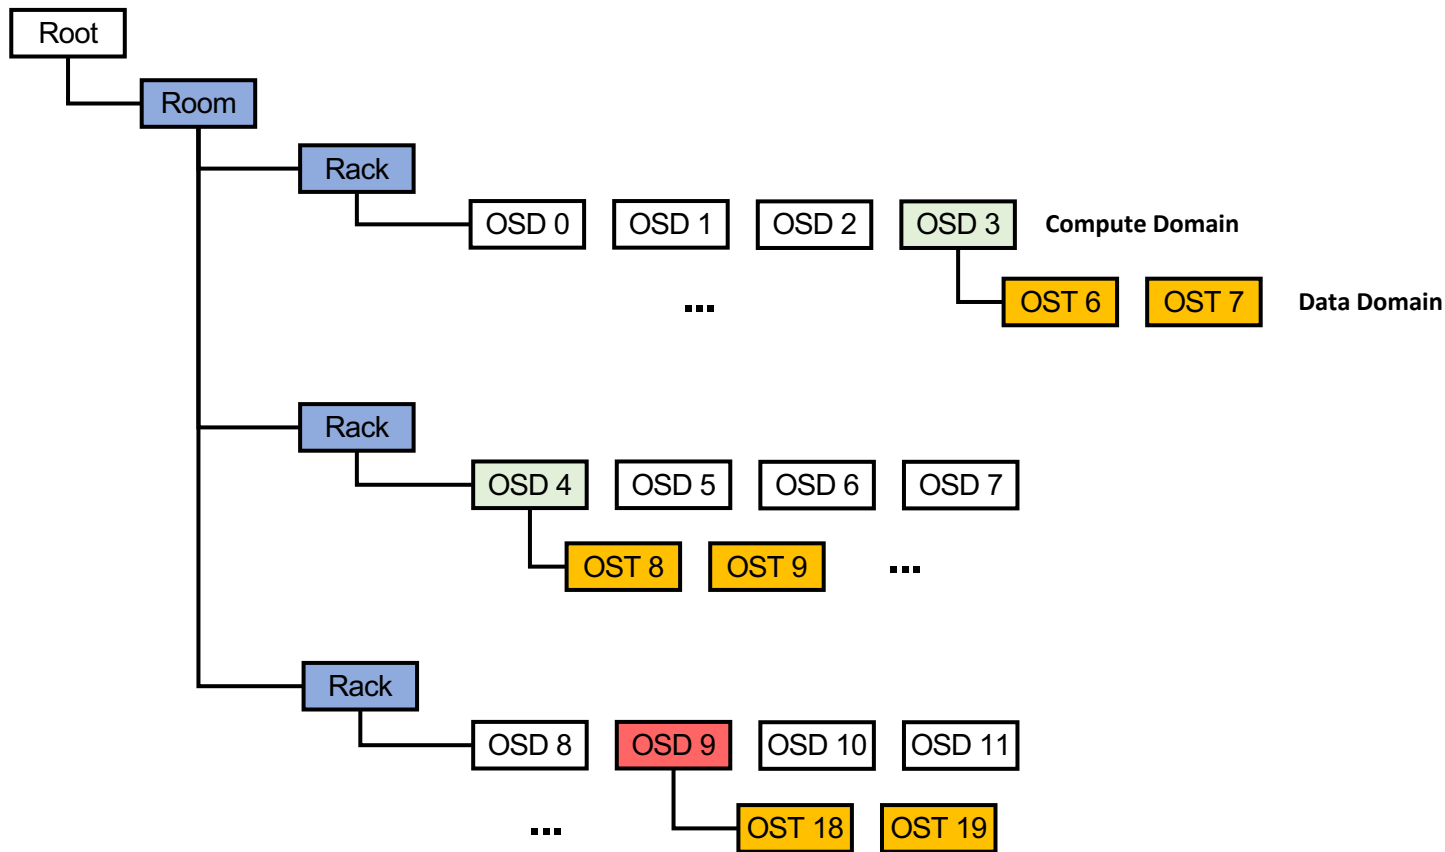 Root
Room
Rack
OSD 0 OSD 1 OSD 2 OSD 3 Compute Domain
... OST 6 OST 7 Data Domain
Rack
OSD 4 OSD 5 OSD 6 OSD 7
OST 8 OST 9 ...
Rack
OSD 8 OSD 9 OSD 10 OSD 11
... OST 18 OST 19